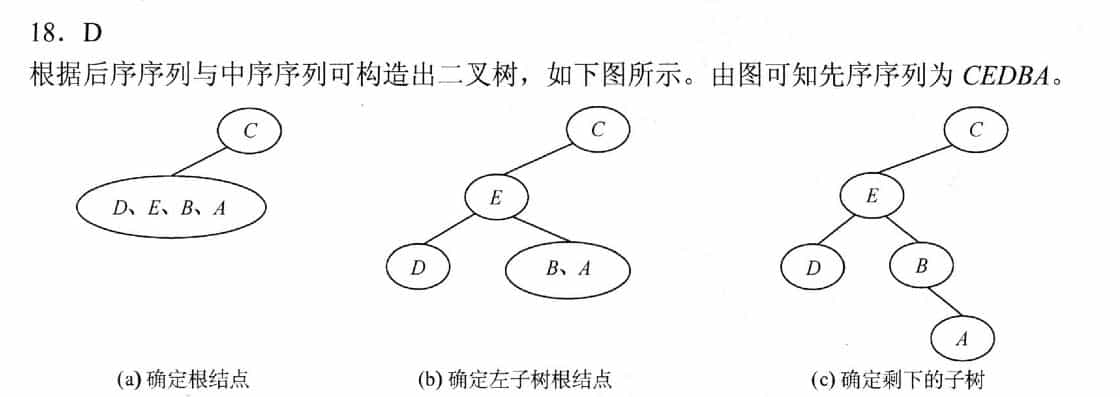 18. D
根据后序序列与中序序列可构造出二叉树，如下图所示。由图可知先序序列为 CEDBA。
C
D、E、B、A
C
E
D
B、A
C
E
D
B
A
(a) 确定根结点
(b) 确定左子树根结点
(c) 确定剩下的子树